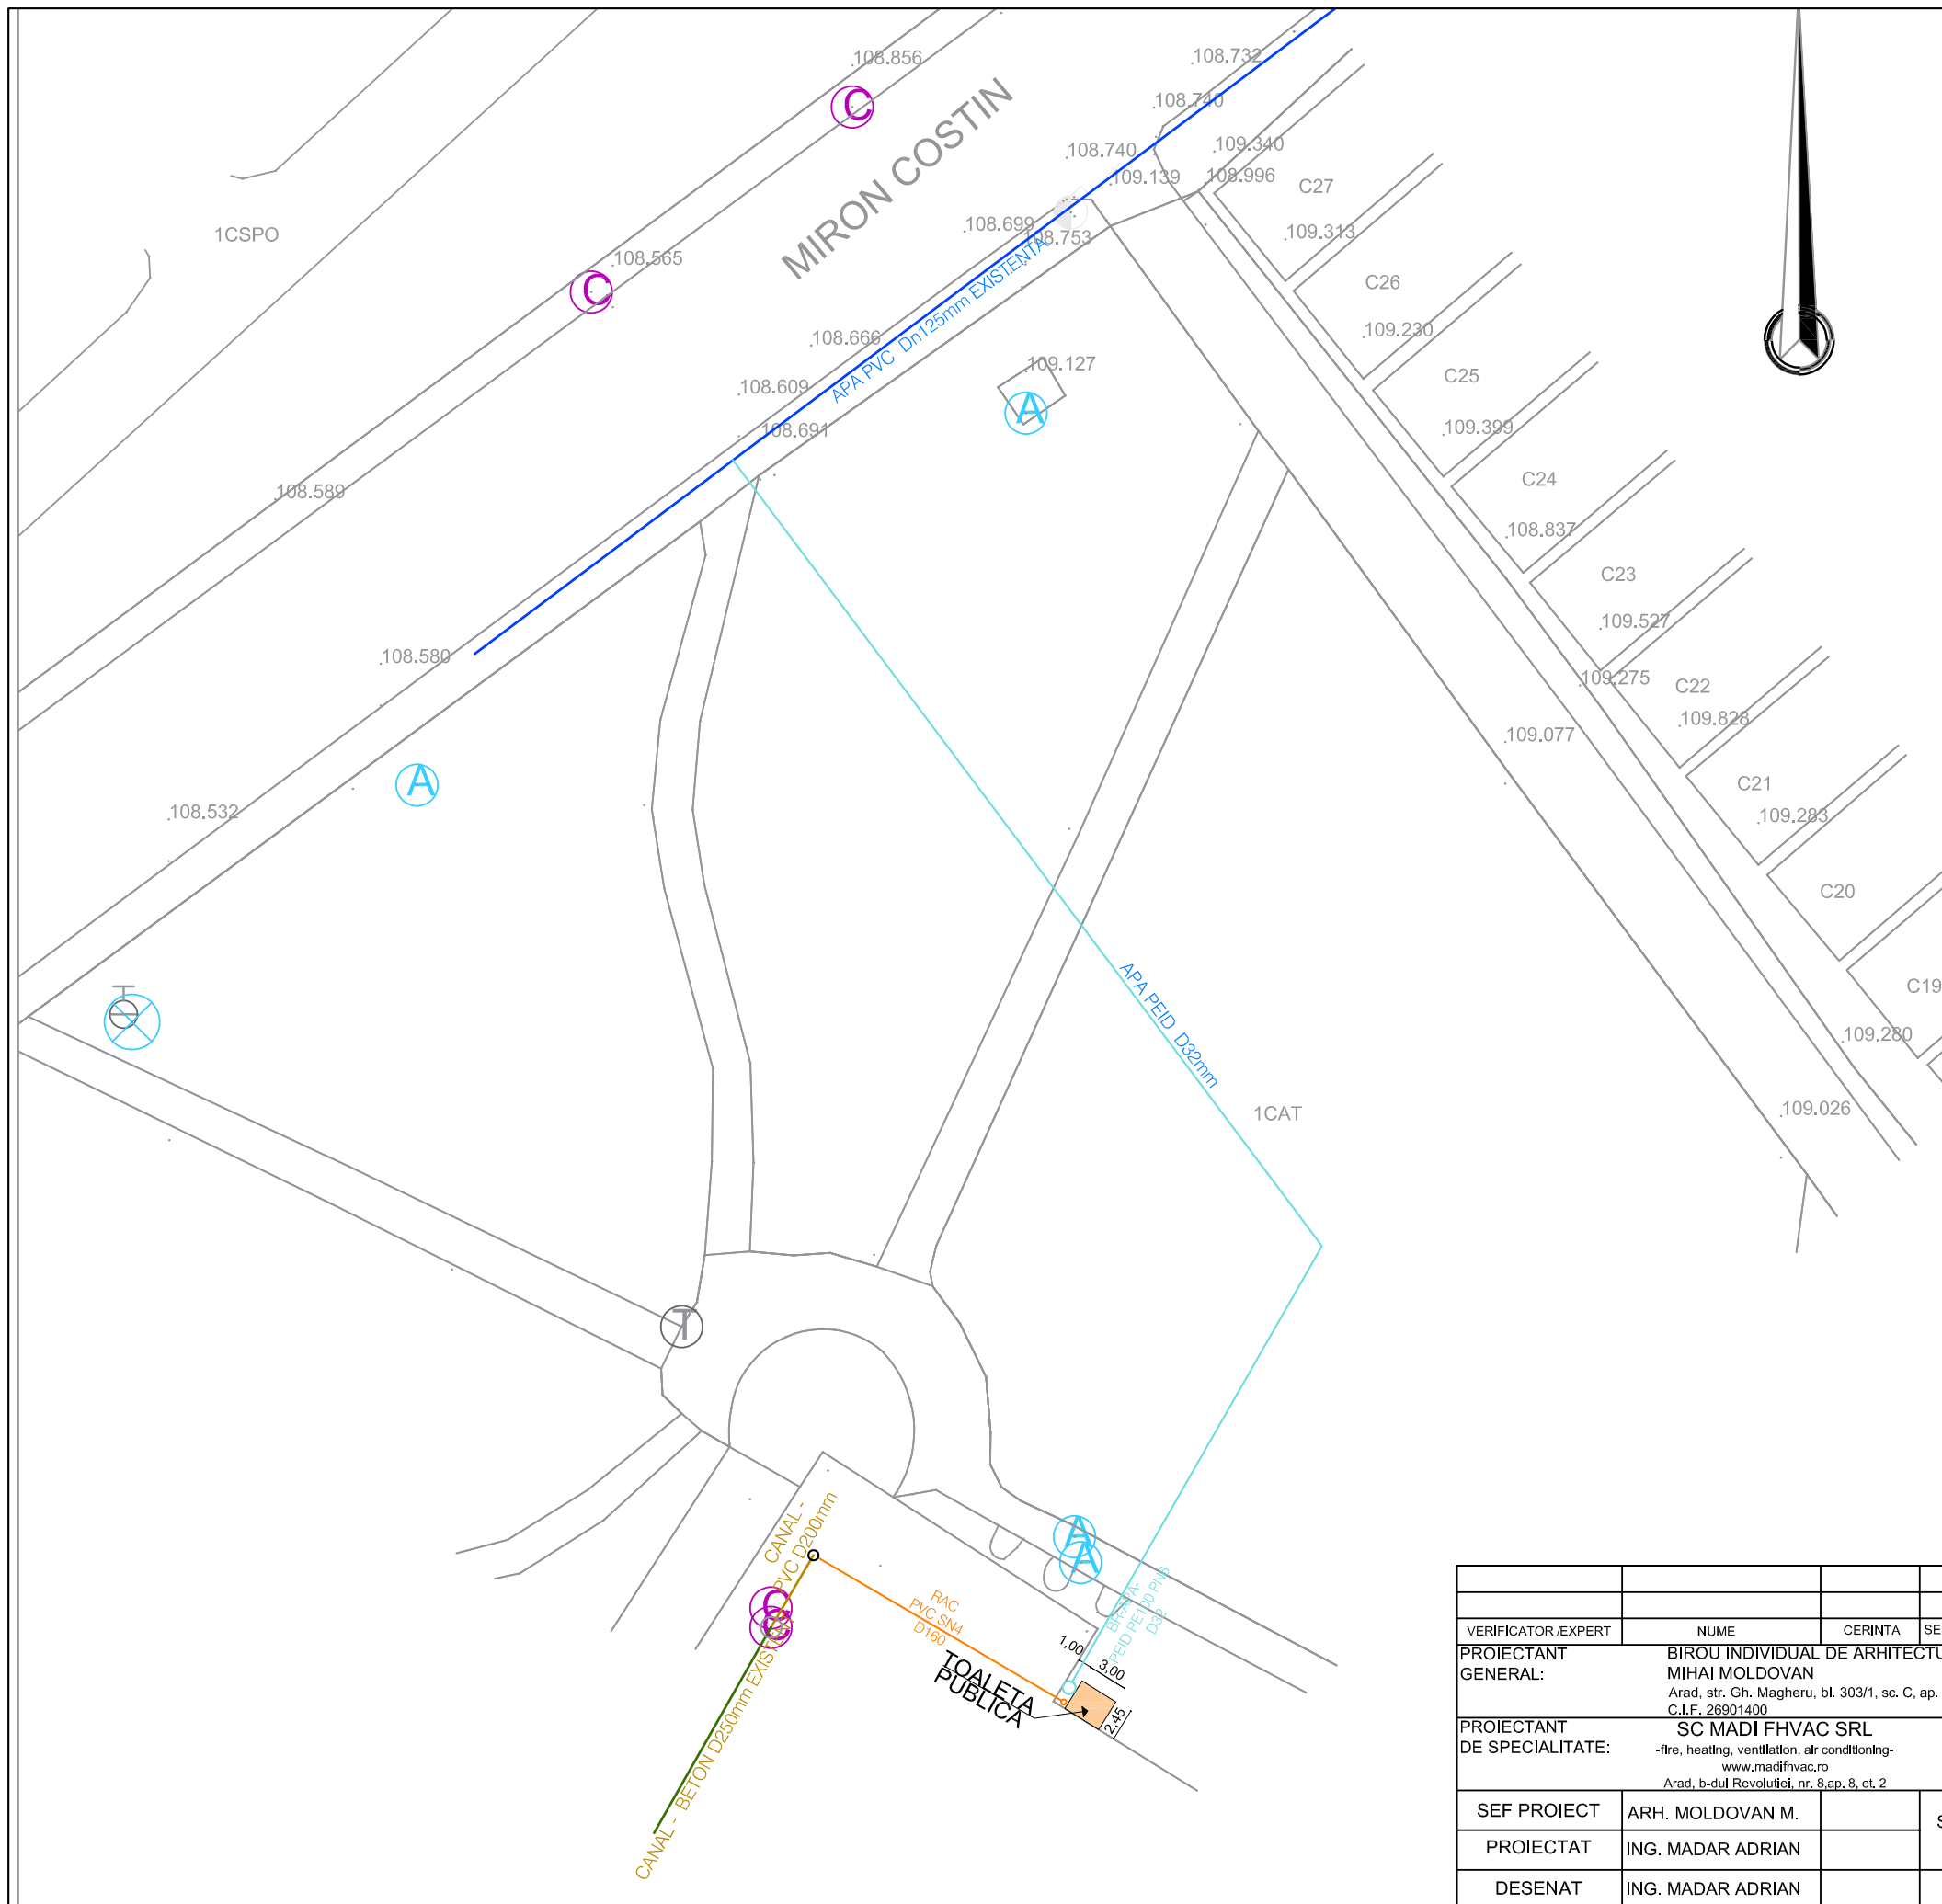 .108.856
.108.732
C
.108.740
MIRON COSTIN
.109.340
.108.740
.109.139
.108.996
C27
1CSPO
.108.699
.108.753
.109.313
.108.565
C
C26
.108.666
.109.230
APA PVC Dn125mm EXISTENTA
.109.127
C25
.108.609
A
.108.691
.109.399
C24
.108.589
.108.837
C23
.109.527
.108.580
.109.275
C22
.109.828
.109.077
A
C21
.108.532
.109.283
C20
C19
T
.109.280
APA PEID D32mm
1CAT
.109.026
T
CANAL -
PVC D200mm
A
A
BR-APA-
PEID PE100 PN6
D32
C
C
RAC
PVC SN4
D160
1,00
3,00
TOALETA
PUBLICA
2,45
CANAL - BETON D250mm
VERIFICATOR /EXPERT
NUME
CERINTA
SE
PROIECTANT
GENERAL:
BIROU INDIVIDUAL DE ARHITECTU
MIHAI MOLDOVAN
Arad, str. Gh. Magheru, bl. 303/1, sc. C, ap.
C.I.F. 26901400
PROIECTANT
DE SPECIALITATE:
SC MADI FHVAC SRL
-fire, heating, ventilation, air conditioning-
www.madifhvac.ro
Arad, b-dul Revolutiei, nr. 8,ap. 8, et. 2
SEF PROIECT
ARH. MOLDOVAN M.
S
PROIECTAT
ING. MADAR ADRIAN
DESENAT
ING. MADAR ADRIAN